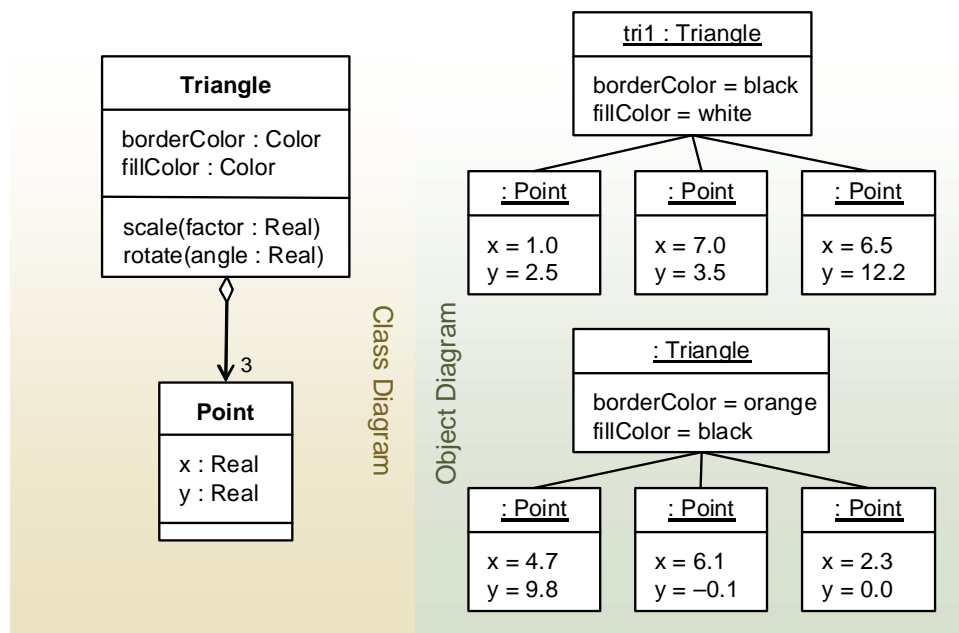 Triangle
borderColor : Color
fillColor : Color
scale(factor : Real)
rotate(angle : Real)
3
Point
x : Real
y : Real
Class Diagram
Object Diagram
tri1 : Triangle
borderColor = black
fillColor = white
: Point
x = 1.0
y = 2.5
: Point
x = 7.0
y = 3.5
: Point
x = 6.5
y = 12.2
: Triangle
borderColor = orange
fillColor = black
: Point
x = 4.7
y = 9.8
: Point
x = 6.1
y = –0.1
: Point
x = 2.3
y = 0.0